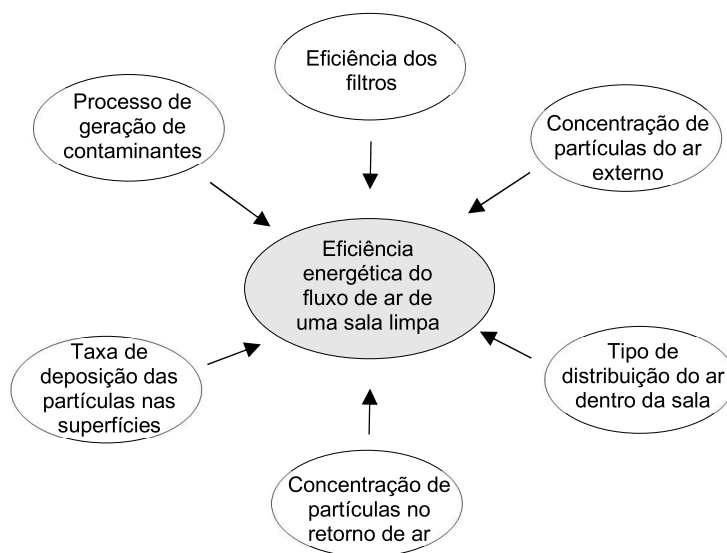 Eficiência dos
filtros
Processo de
geração de
contaminantes
Concentração de
partículas do ar
externo
Eficiência
energética do
fluxo de ar de
uma sala limpa
Taxa de
deposição das
partículas nas
superfícies
Tipo de
distribuição do ar
dentro da sala
Concentração de
partículas no
retorno de ar